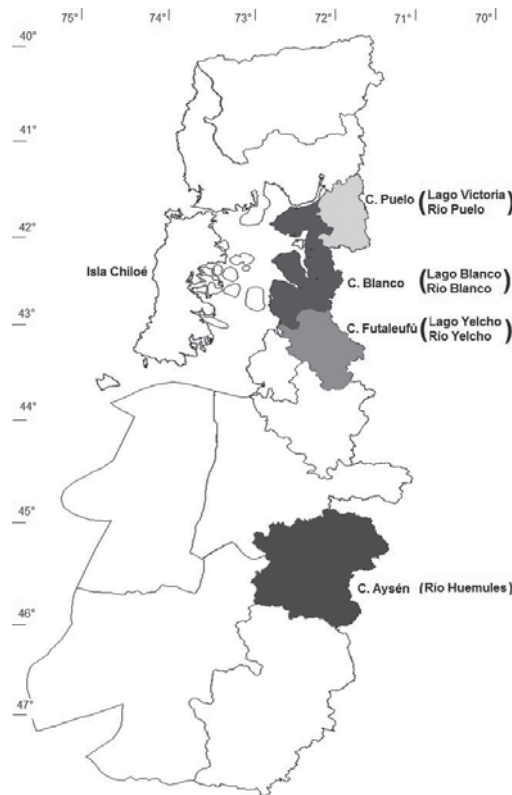 75° 74° 73° 72° 71° 70°
40°
41°
42°
43°
44°
45°
46°
47°
C. Puelo (Lago Victoria
Río Puelo
Isla Chiloé
C. Blanco (Lago Blanco
Río Blanco)
C. Futaleufú (Lago Yelcho
Río Yelcho)
C. Aysén (Río Huemules)